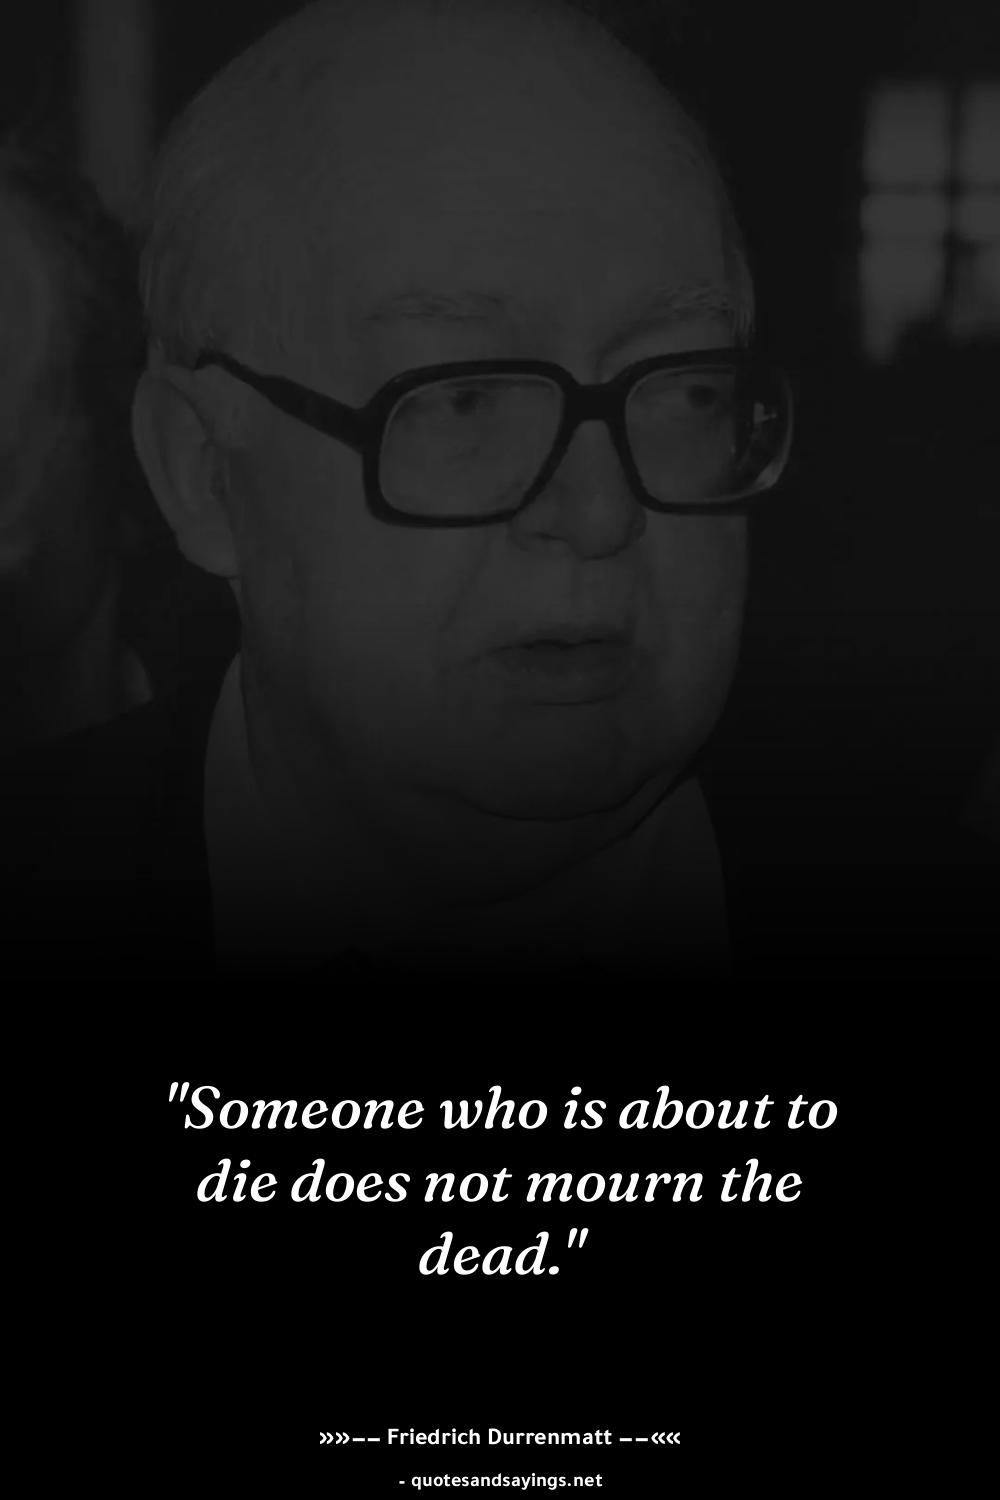 "Someone who is about to
die does not mourn the
dead."
»»–– Friedrich Durrenmatt ––««
- quotesandsayings.net